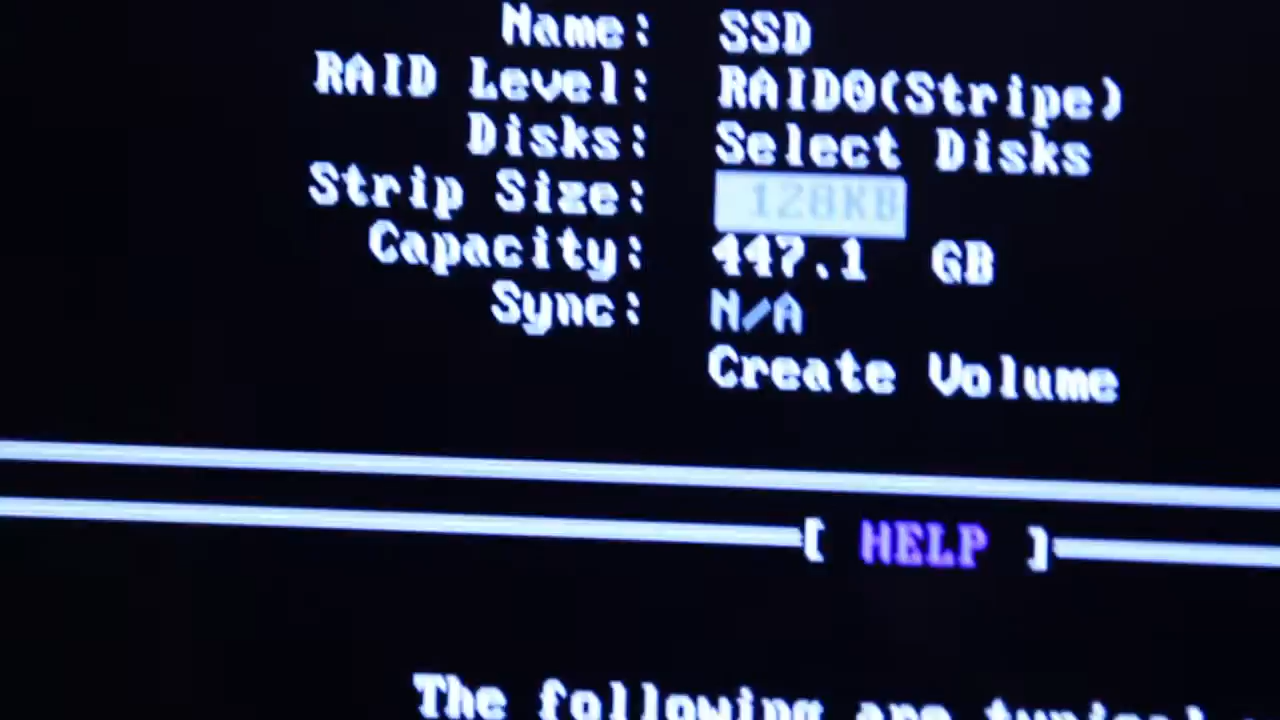 Name: SSD
RAID Level: RAID0(Stripe)
Disks: Select Disks
Strip Size: 128KB
Capacity: 447.1 GB
Sync: N/A
Create Volume
[ HELP ]
The following are typical